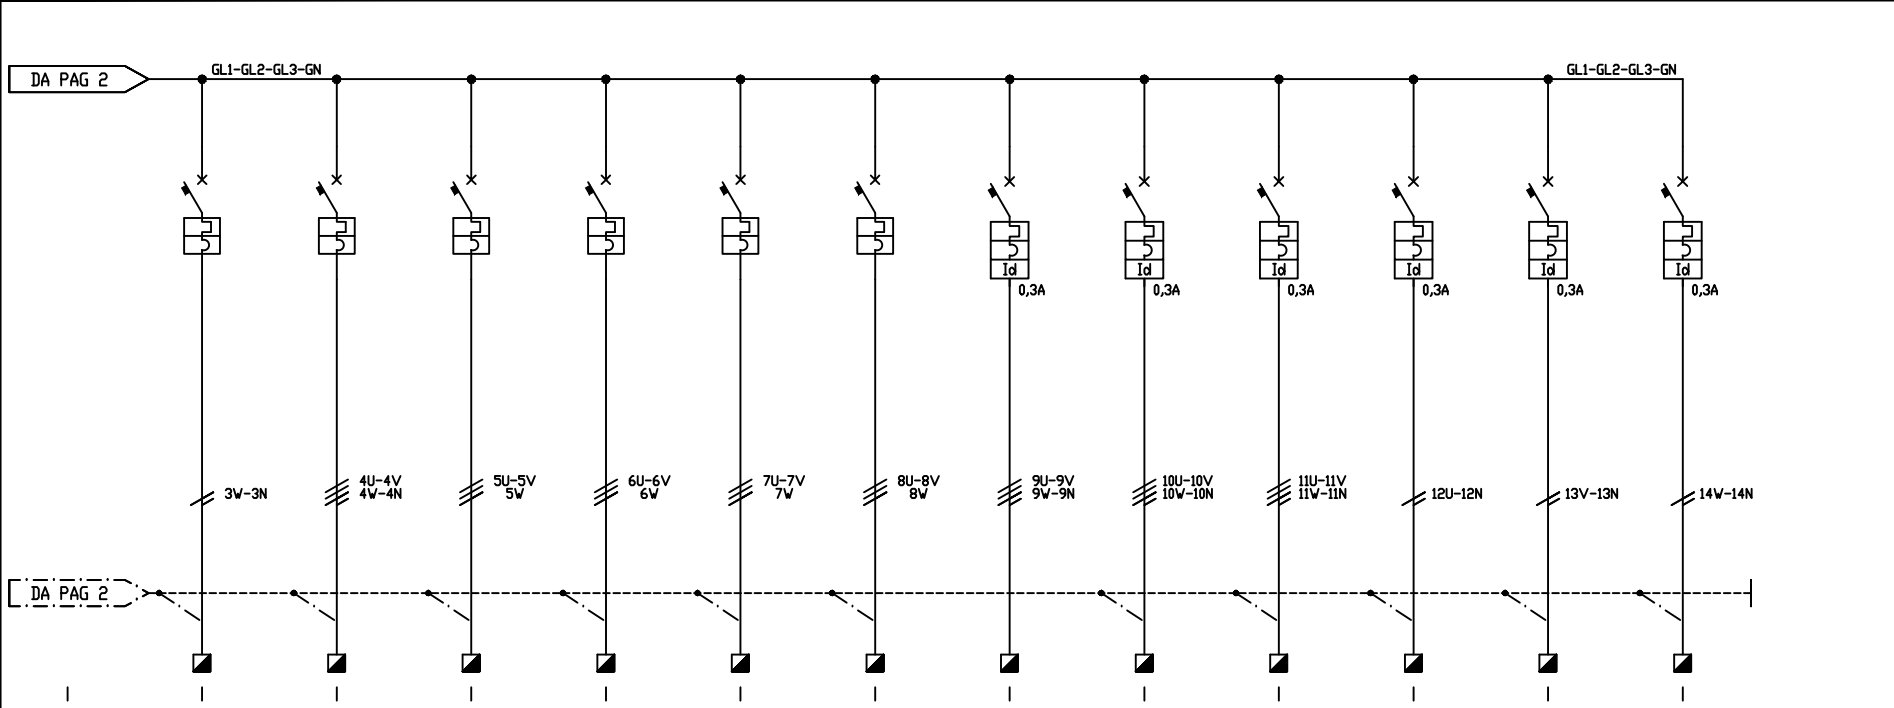 DA PAG 2
GL1-GL2-GL3-GN
GL1-GL2-GL3-GN
Id
Id
Id
Id
Id
Id
0,3A
0,3A
0,3A
0,3A
0,3A
0,3A
3W-3N
4U-4V
4W-4N
5U-5V
5W
6U-6V
6W
7U-7V
7W
8U-8V
8W
9U-9V
9W-9N
10U-10V
10W-10N
11U-11V
11W-11N
12U-12N
13V-13N
14W-14N
DA PAG 2